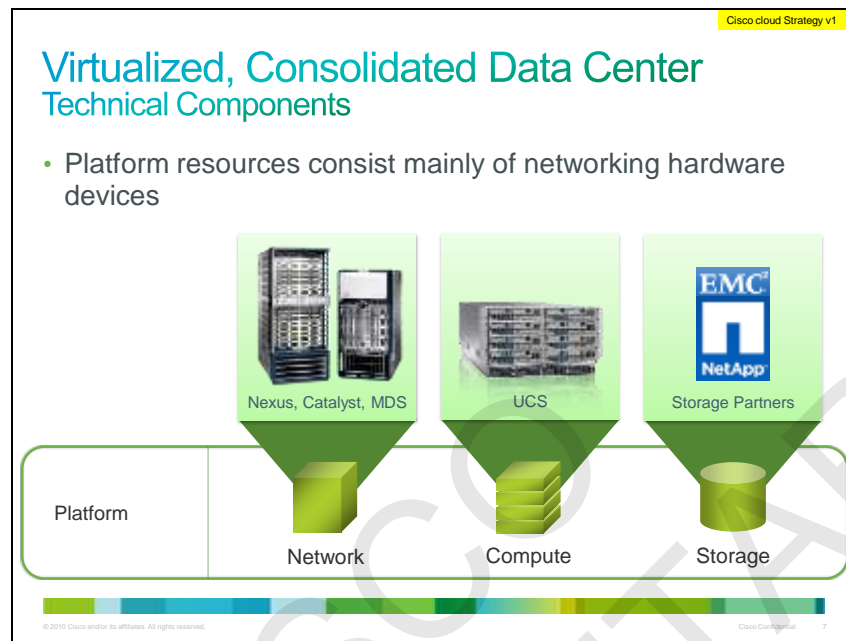 Cisco cloud Strategy v1
Virtualized, Consolidated Data Center
Technical Components
• Platform resources consist mainly of networking hardware
devices
EMC²
NetApp
Nexus, Catalyst, MDS
UCS
Storage Partners
Platform
Network
Compute
Storage
© 2010 Cisco and/or its affiliates. All rights reserved.
Cisco Confidential
7